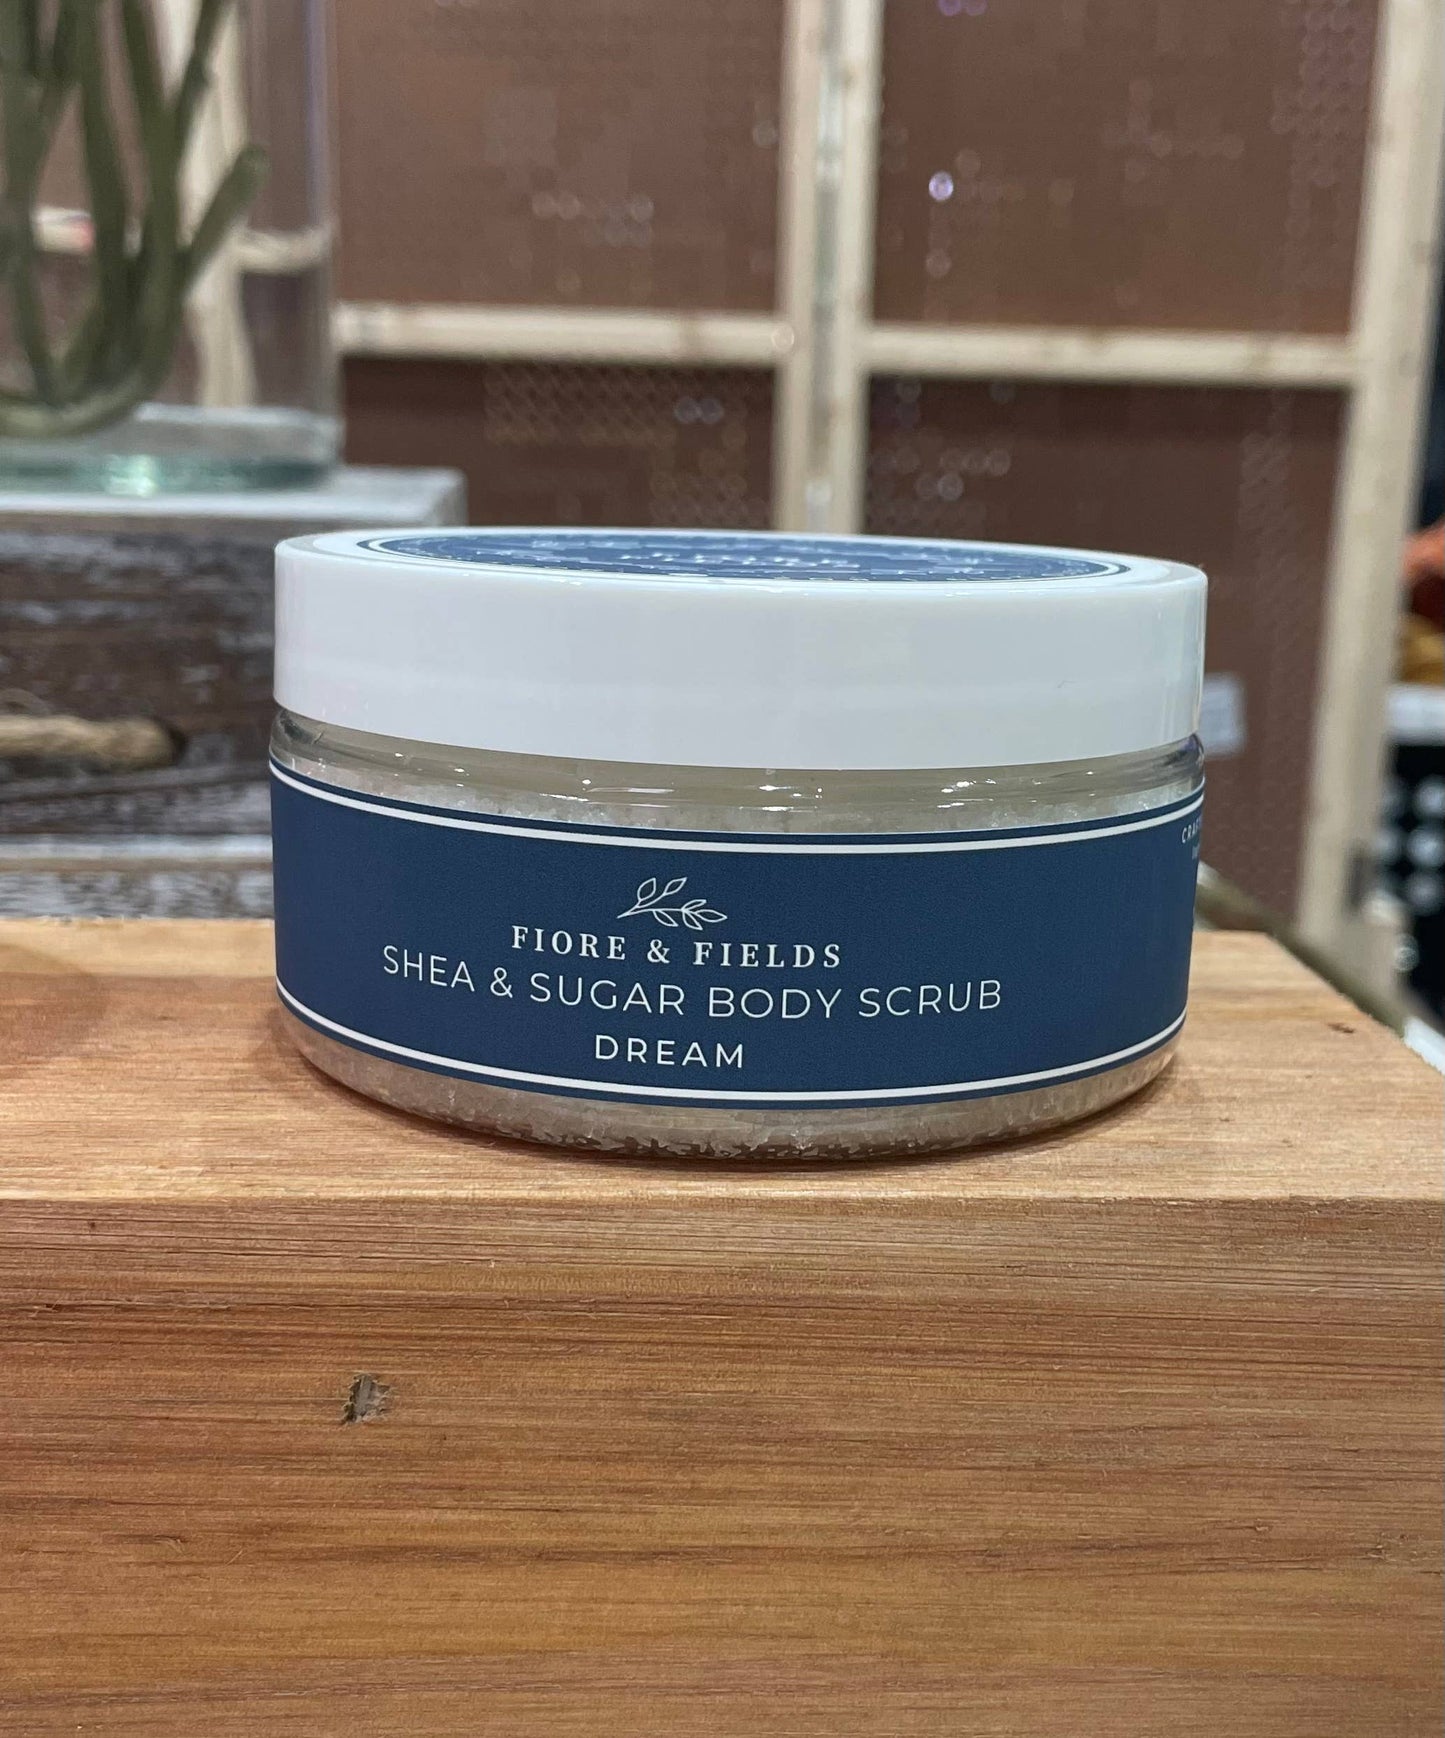 FIORE & FIELDS
SHEA & SUGAR BODY SCRUB
DREAM